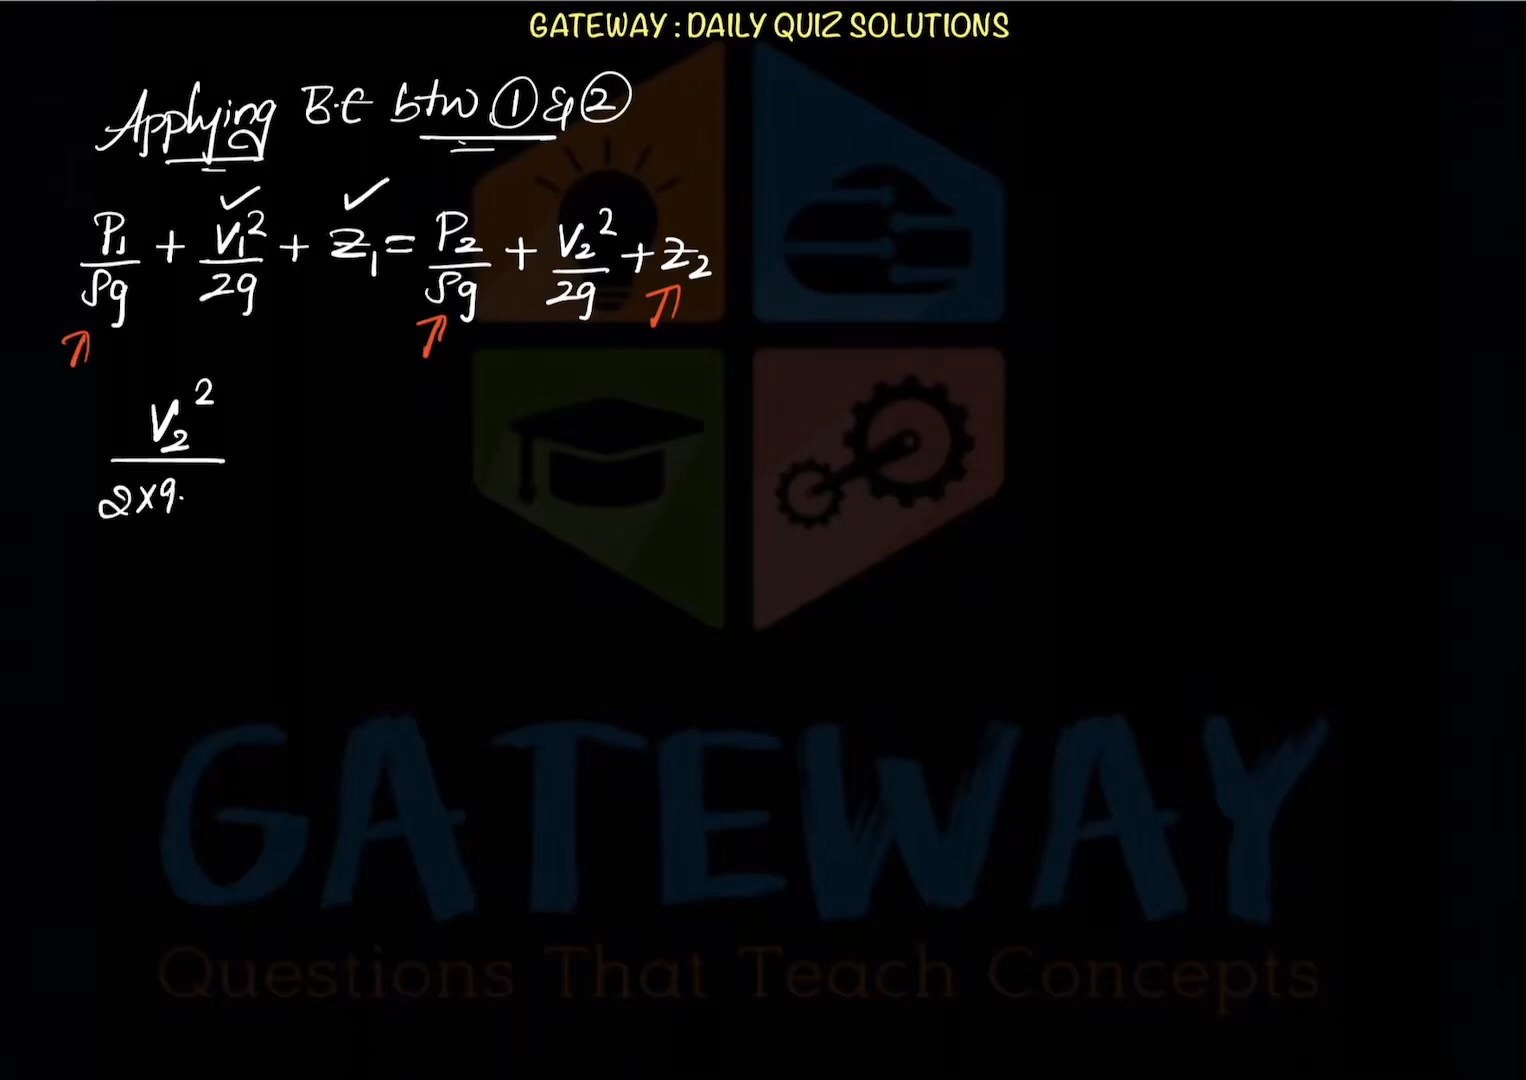 GATEWAY : DAILY QUIZ SOLUTIONS
Applying B.E btw ① & ②
P₁/ρg + V₁²/2g + Z₁ = P₂/ρg + V₂²/2g + Z₂
V₂²/2×9.
GATEWAY
Questions That Teach Concepts